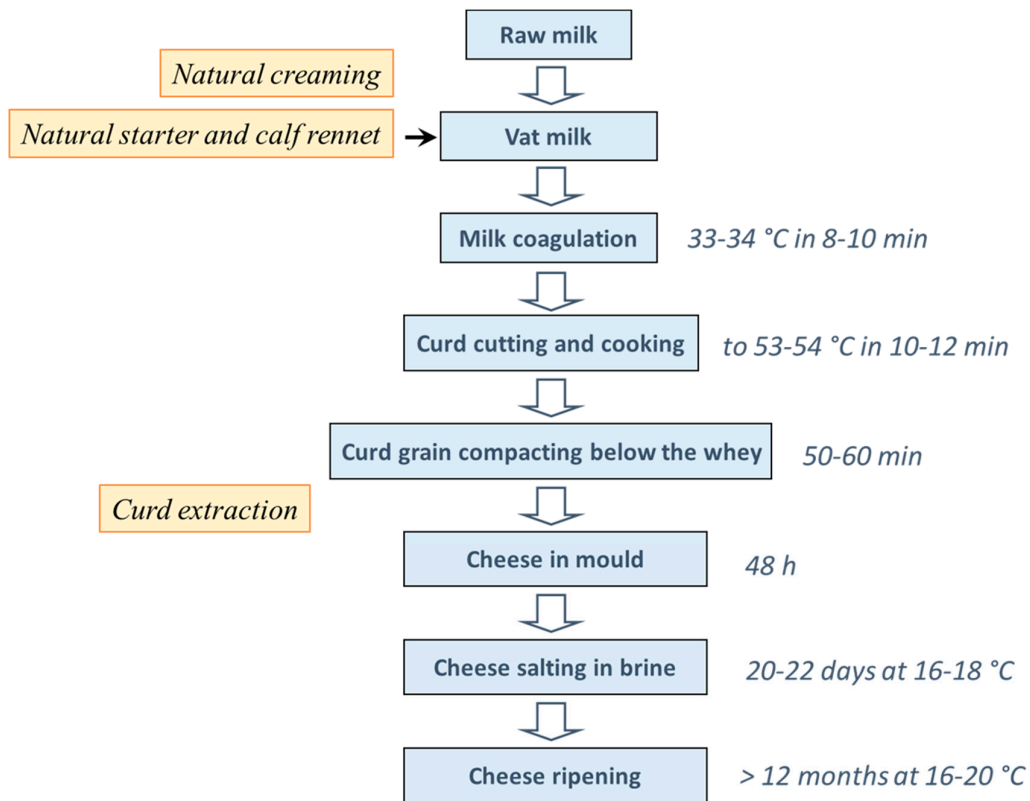 Raw milk
Natural creaming
Natural starter and calf rennet
Vat milk
Milk coagulation
33-34 °C in 8-10 min
Curd cutting and cooking
to 53-54 °C in 10-12 min
Curd grain compacting below the whey
50-60 min
Curd extraction
Cheese in mould
48 h
Cheese salting in brine
20-22 days at 16-18 °C
Cheese ripening
> 12 months at 16-20 °C